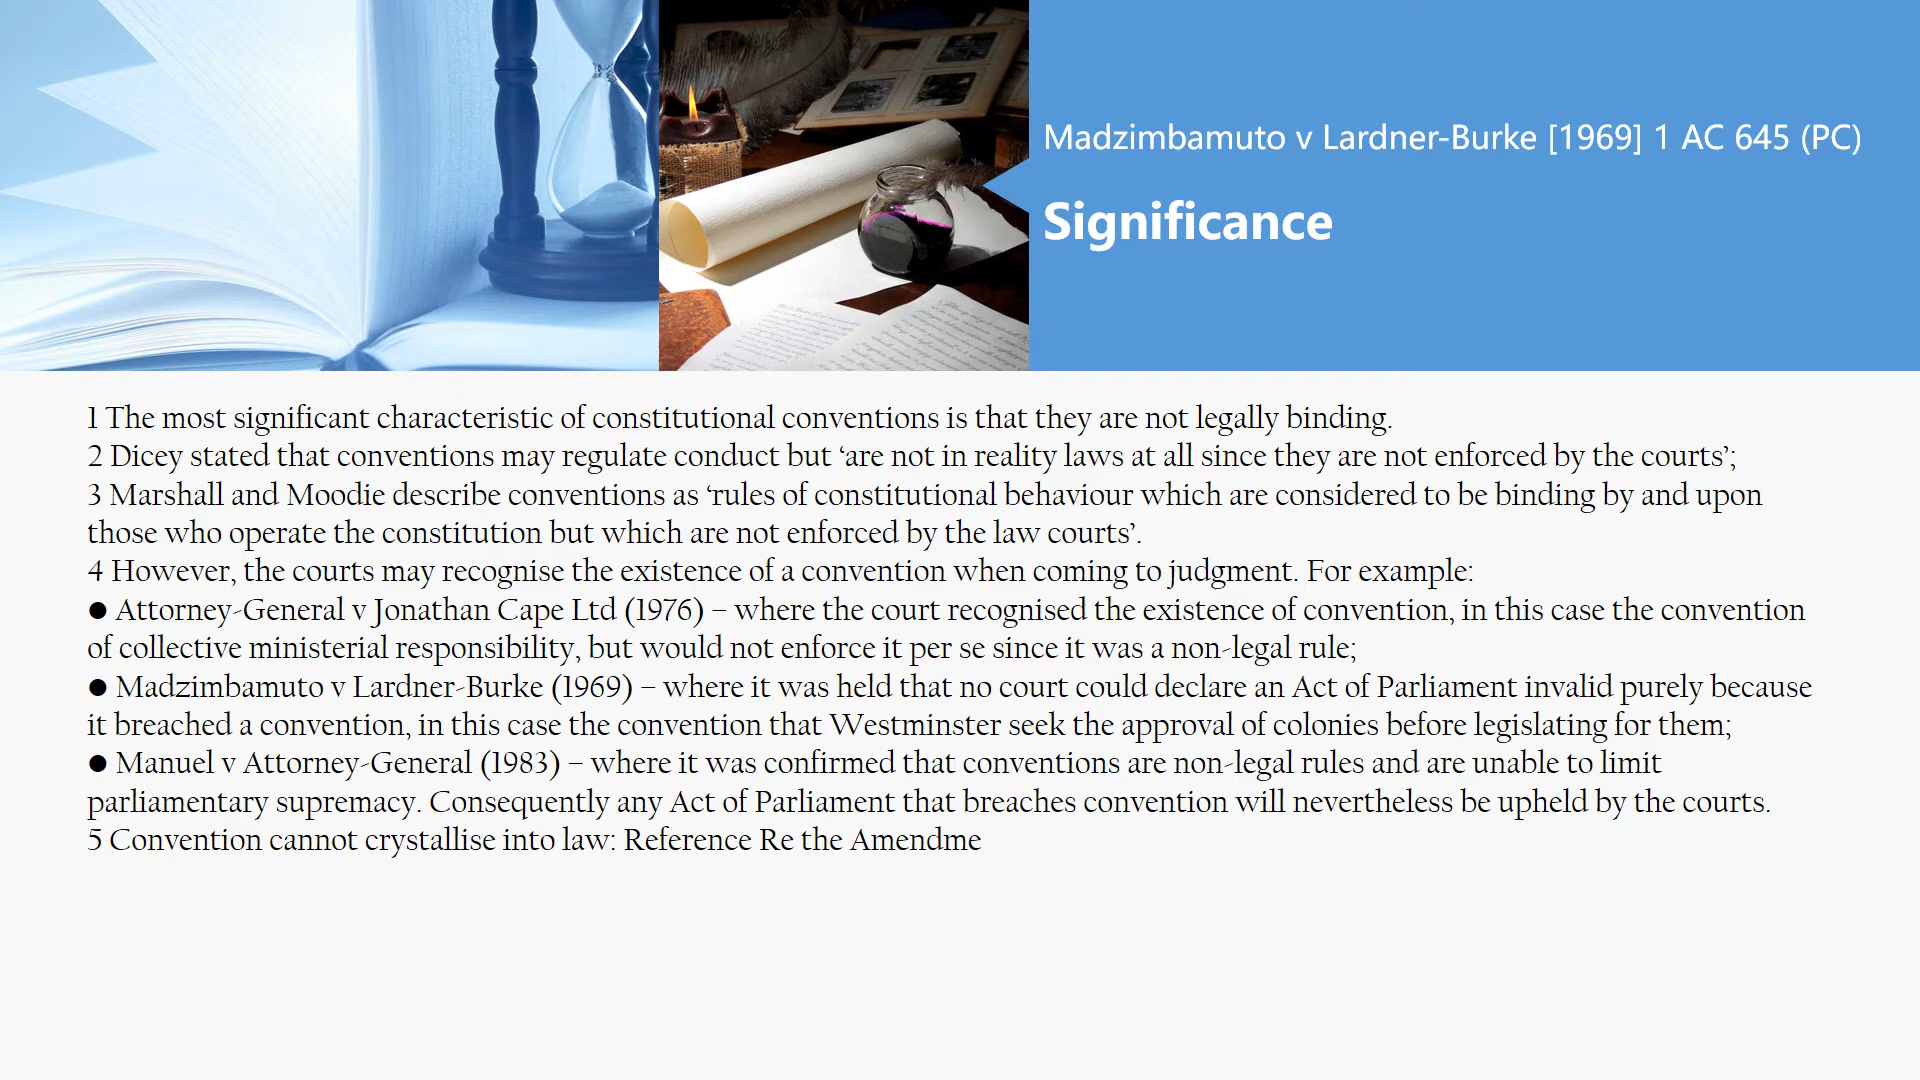 Madzimbamuto v Lardner-Burke [1969] 1 AC 645 (PC)
Significance
1 The most significant characteristic of constitutional conventions is that they are not legally binding.
2 Dicey stated that conventions may regulate conduct but ‘are not in reality laws at all since they are not enforced by the courts’;
3 Marshall and Moodie describe conventions as ‘rules of constitutional behaviour which are considered to be binding by and upon
those who operate the constitution but which are not enforced by the law courts’.
4 However, the courts may recognise the existence of a convention when coming to judgment. For example:
● Attorney-General v Jonathan Cape Ltd (1976) – where the court recognised the existence of convention, in this case the convention
of collective ministerial responsibility, but would not enforce it per se since it was a non-legal rule;
● Madzimbamuto v Lardner-Burke (1969) – where it was held that no court could declare an Act of Parliament invalid purely because
it breached a convention, in this case the convention that Westminster seek the approval of colonies before legislating for them;
● Manuel v Attorney-General (1983) – where it was confirmed that conventions are non-legal rules and are unable to limit
parliamentary supremacy. Consequently any Act of Parliament that breaches convention will nevertheless be upheld by the courts.
5 Convention cannot crystallise into law: Reference Re the Amendme